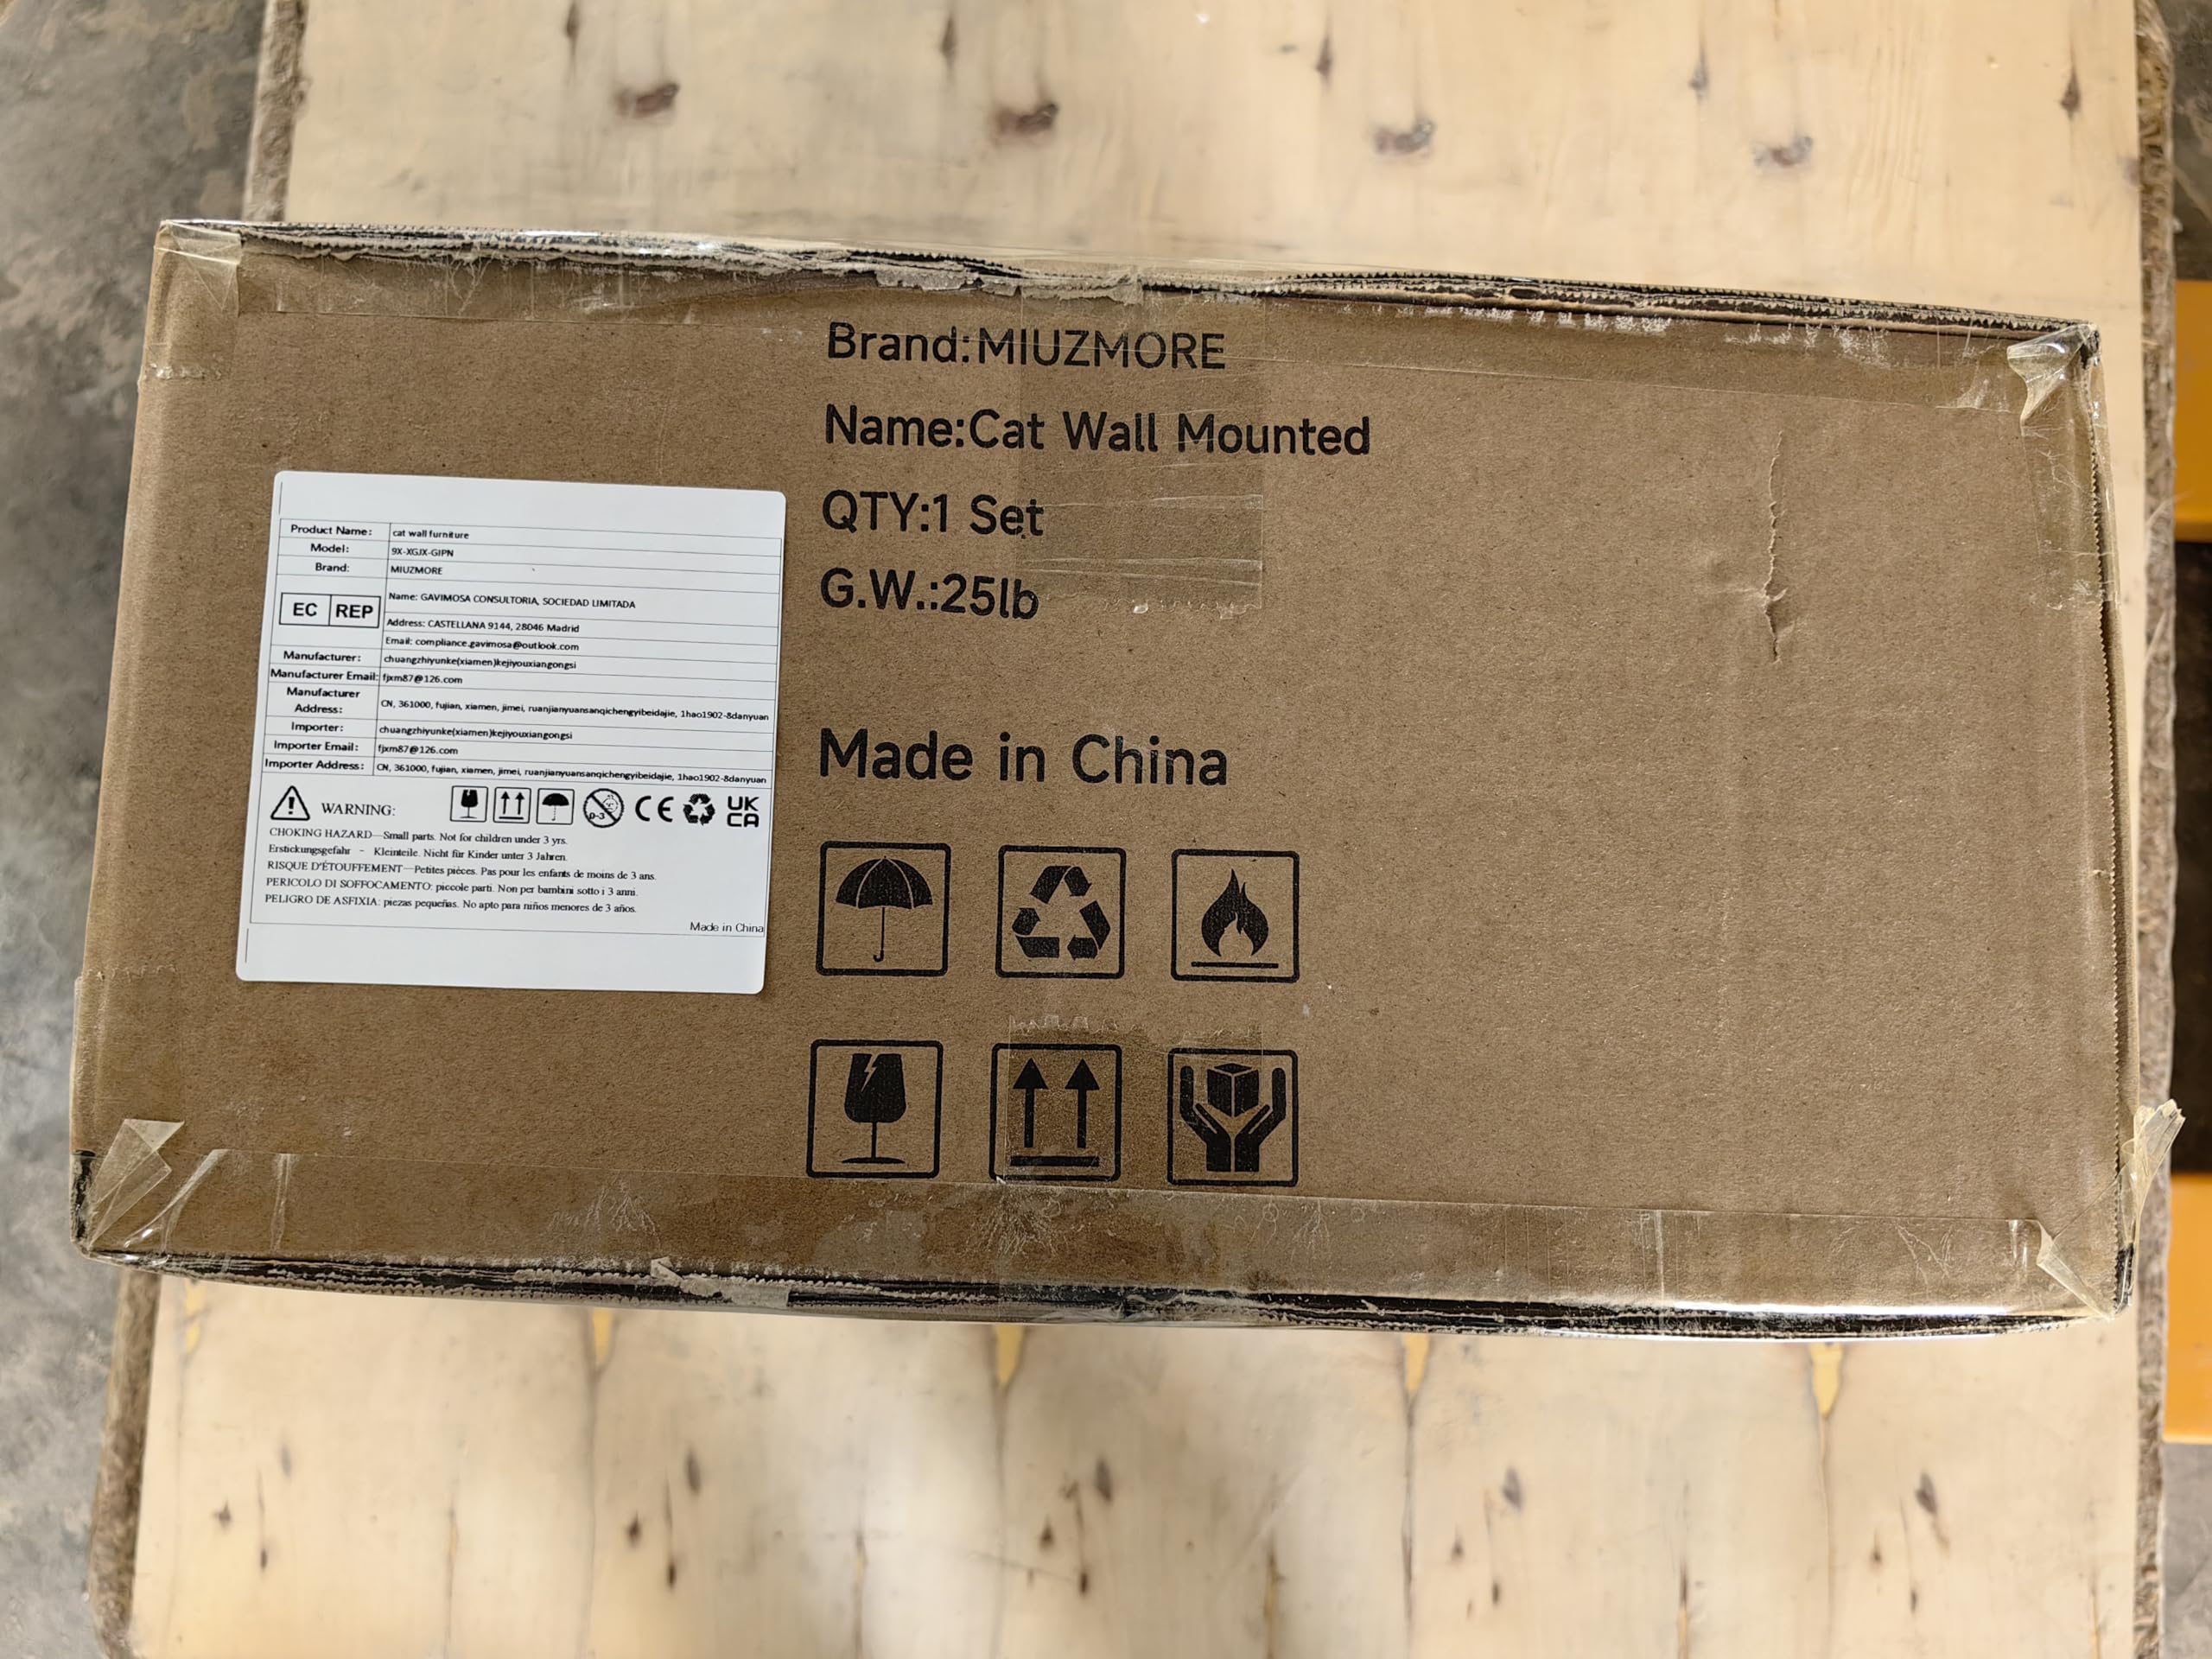 Brand:MIUZMORE
Name:Cat Wall Mounted
QTY:1 Set
G.W.:25lb
Made in China
Product Name: cat wall furniture
Model: 9X-XGJX-GIPN
Brand: MIUZMORE
EC REP
Name: GAVIMOSA CONSULTORIA, SOCIEDAD LIMITADA
Address: CASTELLANA 9144, 28046 Madrid
Email: compliance.gavimosa@outlook.com
Manufacturer: chuangzhiyunke(xiamen)kejiyouxiangongsi
Manufacturer Email: fjxm87@126.com
Manufacturer Address: CN, 361000, fujian, xiamen, jimei, ruanjianyuansanqichengyibeidajie, 1hao1902-8danyuan
Importer: chuangzhiyunke(xiamen)kejiyouxiangongsi
Importer Email: fjxm87@126.com
Importer Address: CN, 361000, fujian, xiamen, jimei, ruanjianyuansanqichengyibeidajie, 1hao1902-8danyuan
WARNING: 0-3 CE UK CA
CHOKING HAZARD—Small parts. Not for children under 3 yrs.
Erstickungsgefahr - Kleinteile. Nicht für Kinder unter 3 Jahren.
RISQUE D'ÉTOUFFEMENT—Petites pièces. Pas pour les enfants de moins de 3 ans.
PERICOLO DI SOFFOCAMENTO: piccole parti. Non per bambini sotto i 3 anni.
PELIGRO DE ASFIXIA: piezas pequeñas. No apto para niños menores de 3 años.
Made in China